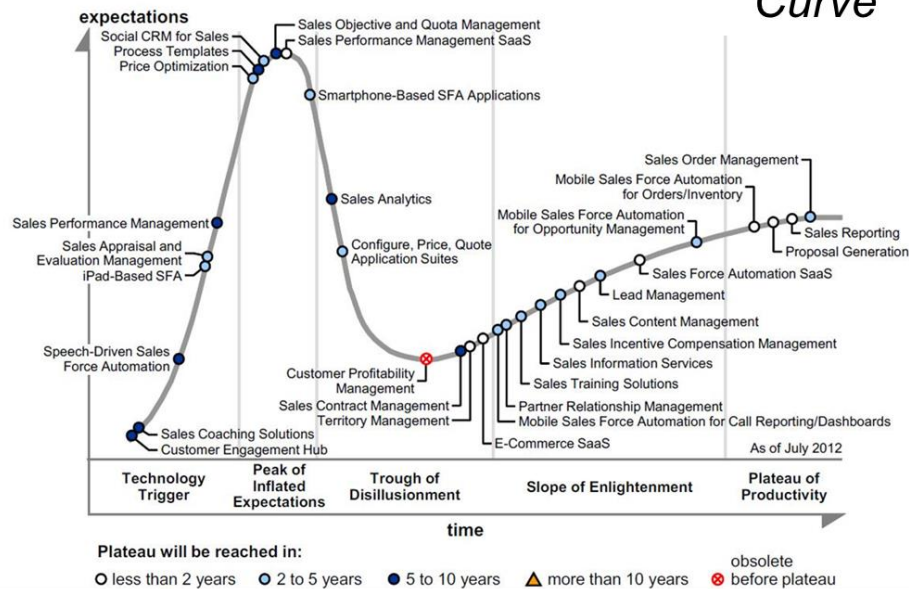 Curve
expectations
Social CRM for Sales
Process Templates
Price Optimization
Sales Objective and Quota Management
Sales Performance Management SaaS
Smartphone-Based SFA Applications
Sales Analytics
Configure, Price, Quote
Application Suites
Sales Performance Management
Sales Appraisal and
Evaluation Management
iPad-Based SFA
Speech-Driven Sales
Force Automation
Sales Coaching Solutions
Customer Engagement Hub
Customer Profitability
Management
Sales Contract Management
Territory Management
E-Commerce SaaS
Mobile Sales Force Automation for Call Reporting/Dashboards
Partner Relationship Management
Sales Training Solutions
Sales Information Services
Sales Incentive Compensation Management
Sales Content Management
Lead Management
Sales Force Automation SaaS
Mobile Sales Force Automation
for Opportunity Management
Mobile Sales Force Automation
for Orders/Inventory
Sales Order Management
Sales Reporting
Proposal Generation
As of July 2012
Technology
Trigger
Peak of
Inflated
Expectations
Trough of
Disillusionment
Slope of Enlightenment
Plateau of
Productivity
time
Plateau will be reached in:
less than 2 years
2 to 5 years
5 to 10 years
more than 10 years
obsolete
before plateau